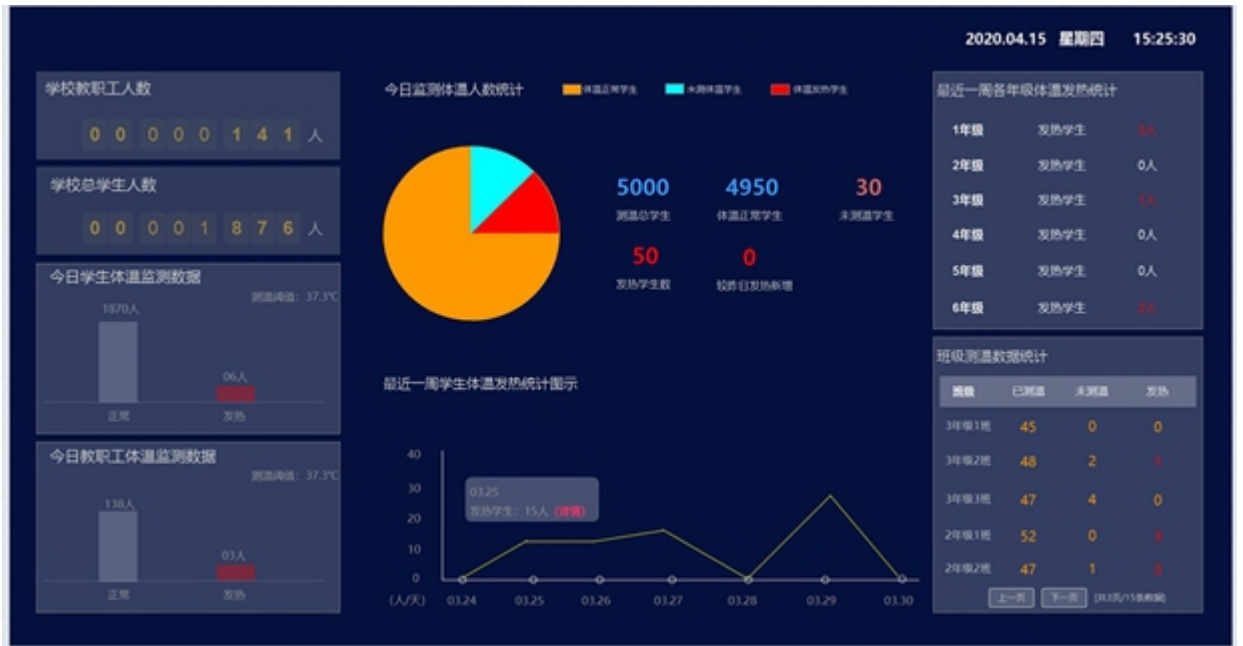 2020.04.15 星期四 15:25:30
学校教职工人数
00000141 人
学校总学生人数
00001876 人
今日学生体温监测数据
测温阈值：37.3℃
1870人
06人
正常 发热
今日教职工体温监测数据
测温阈值：37.3℃
138人
03人
正常 发热
今日监测体温人数统计
体温正常学生 未测体温学生 体温发热学生
5000 4950 30
测温总学生 体温正常学生 未测温学生
50 0
发热学生数 较昨日发热新增
最近一周学生体温发热统计图示
40
30
20
10
0
03.25
发热学生：15人 (详情)
(人/天) 03.24 03.25 03.26 03.27 03.28 03.29 03.30
最近一周各年级体温发热统计
1年级 发热学生 3人
2年级 发热学生 0人
3年级 发热学生 1人
4年级 发热学生 0人
5年级 发热学生 0人
6年级 发热学生 2人
班级测温数据统计
班级 已测温 未测温 发热
3年级1班 45 0 0
3年级2班 48 2 1
3年级3班 47 4 0
2年级1班 52 0 3
2年级2班 47 1
上一页 下一页 [共3页/15条数据]